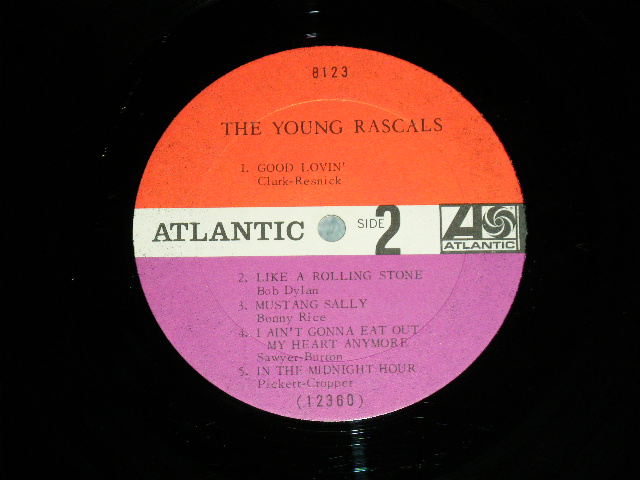 8123
THE YOUNG RASCALS
1. GOOD LOVIN'
Clark-Resnick
ATLANTIC SIDE 2 ATLANTIC
2. LIKE A ROLLING STONE
Bob Dylan
3. MUSTANG SALLY
Bonny Rice
4. I AIN'T GONNA EAT OUT
MY HEART ANYMORE
Sawyer-Burton
5. IN THE MIDNIGHT HOUR
Pickett-Cropper
(12360)